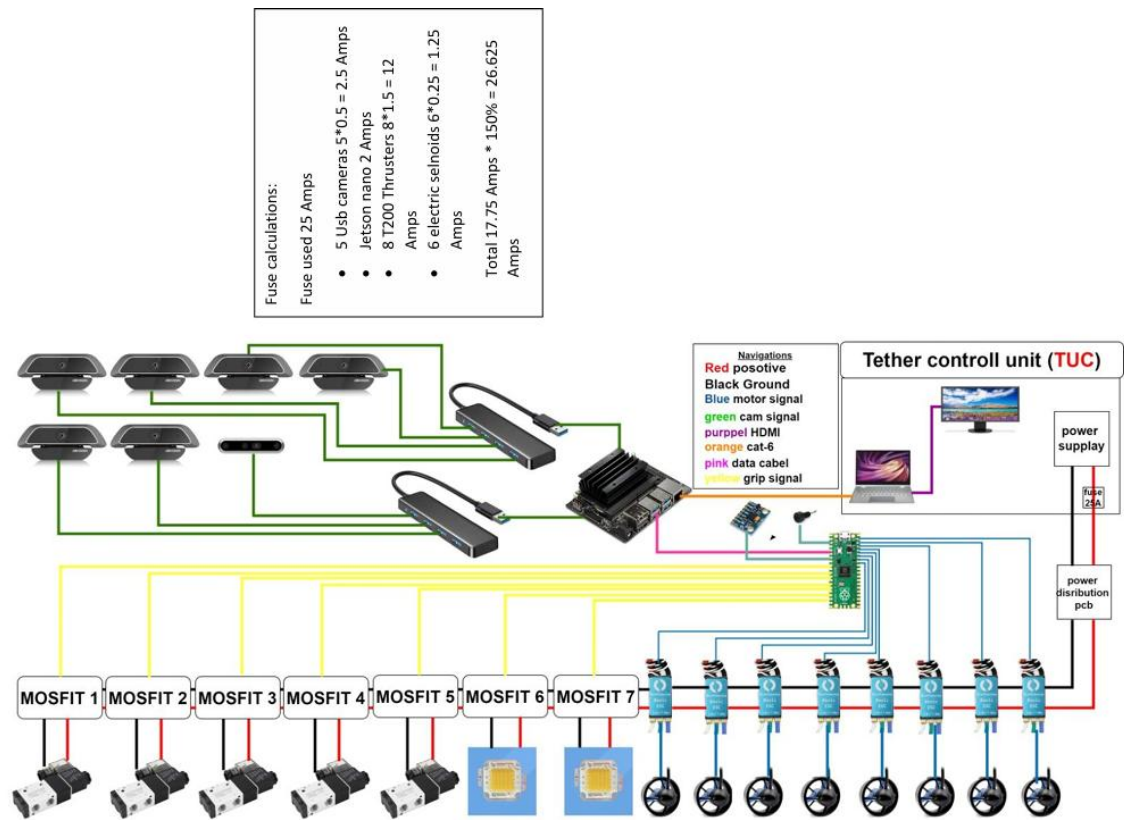 Fuse calculations:
Fuse used 25 Amps
• 5 Usb cameras 5*0.5 = 2.5 Amps
• Jetson nano 2 Amps
• 8 T200 Thrusters 8*1.5 = 12
Amps
• 6 electric selnoids 6*0.25 = 1.25
Amps
Total 17.75 Amps * 150% = 26.625
Amps
Navigations
Red posotive
Black Ground
Blue motor signal
green cam signal
purppel HDMI
orange cat-6
pink data cabel
yellow grip signal
Tether controll unit (TUC)
power
supplay
fuse
25A
power
disribution
pcb
MOSFIT 1
MOSFIT 2
MOSFIT 3
MOSFIT 4
MOSFIT 5
MOSFIT 6
MOSFIT 7